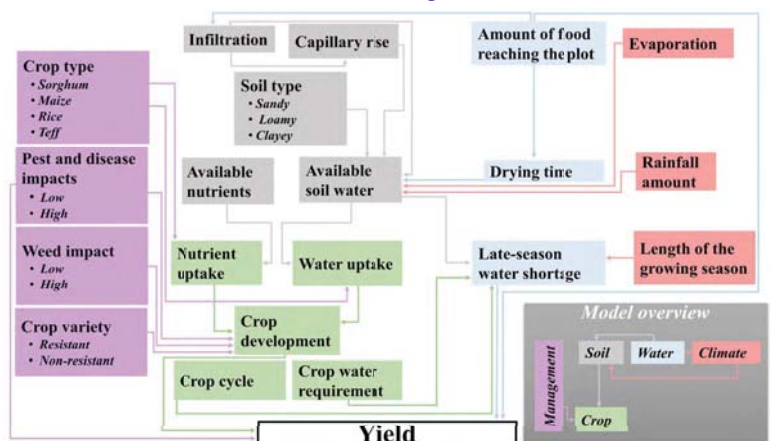 Infiltration
Capillary rise
Amount of food
reaching the plot
Evaporation
Crop type
• Sorghum
• Maize
• Rice
• Teff
Soil type
• Sandy
• Loamy
• Clayey
Pest and disease
impacts
• Low
• High
Available
nutrients
Available
soil water
Drying time
Rainfall
amount
Weed impact
• Low
• High
Nutrient
uptake
Water uptake
Late-season
water shortage
Length of the
growing season
Crop variety
• Resistant
• Non-resistant
Crop
development
Crop cycle
Crop water
requirement
Yield
Model overview
Soil
Water
Climate
Management
Crop